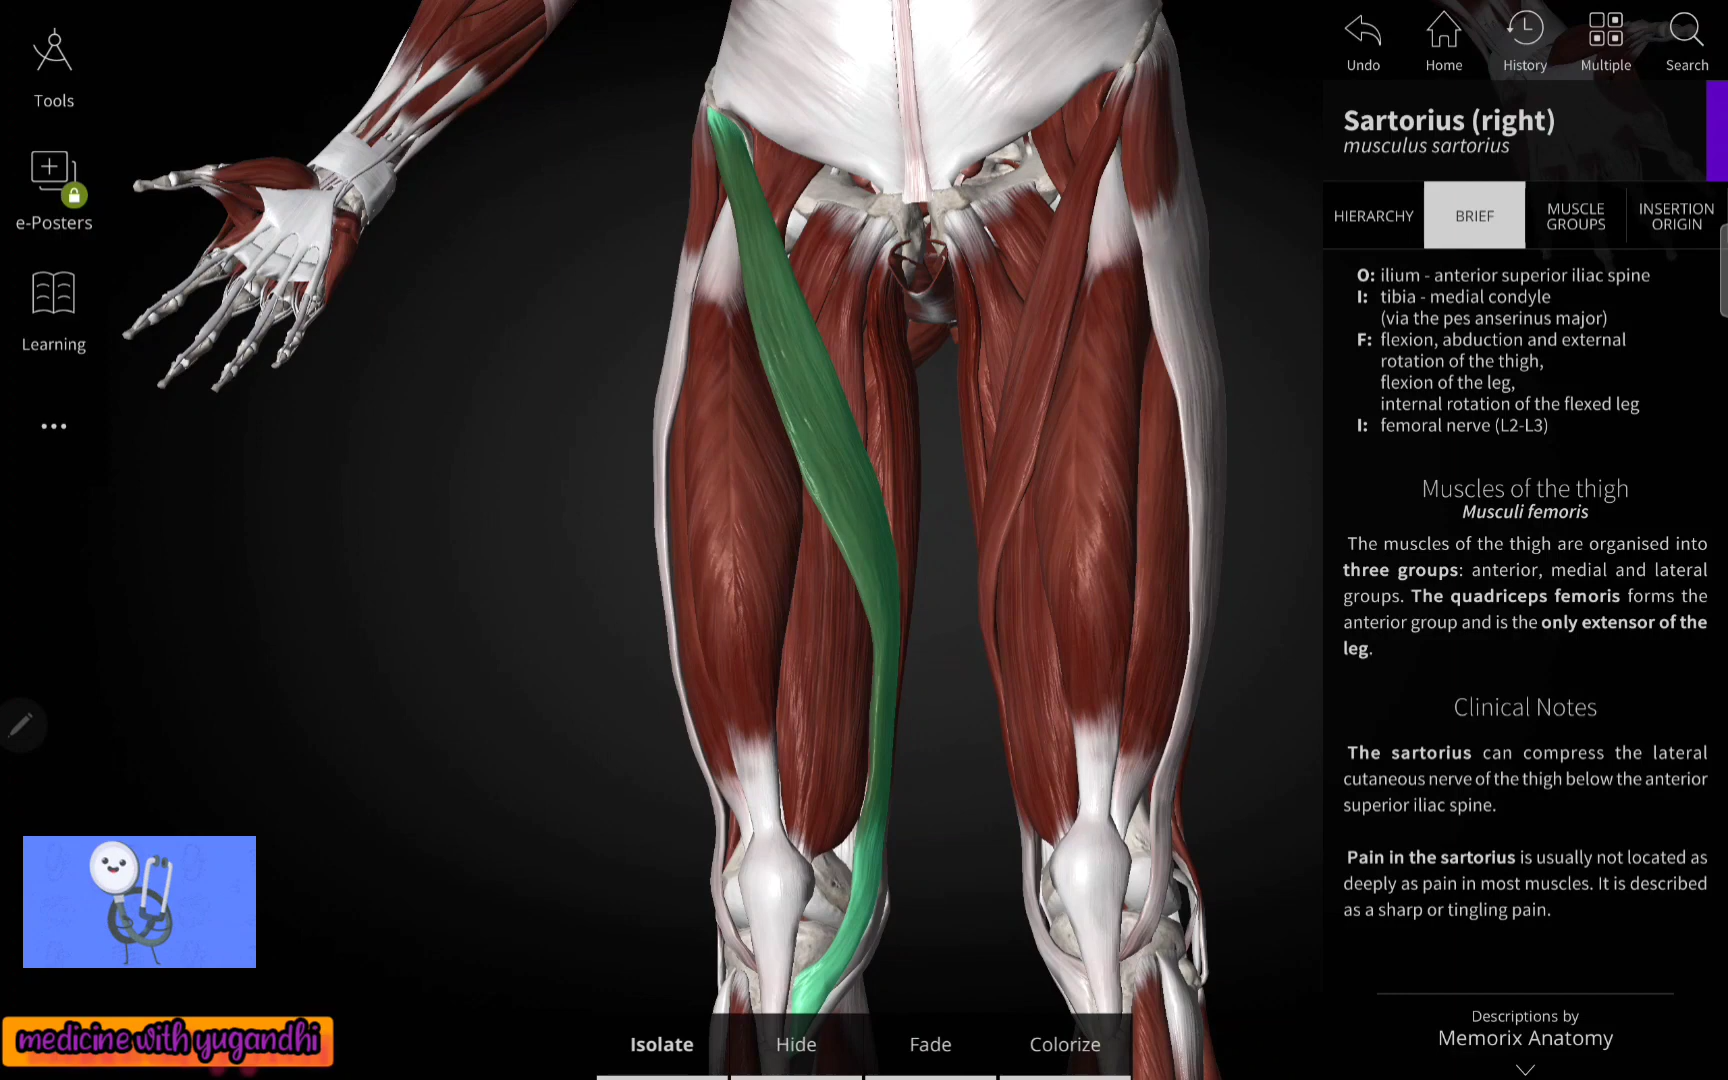 Tools
e-Posters
Learning
Undo
Home
History
Multiple
Search
Sartorius (right)
musculus sartorius
HIERARCHY
BRIEF
MUSCLE
GROUPS
INSERTION
ORIGIN
O: ilium - anterior superior iliac spine
I: tibia - medial condyle
(via the pes anserinus major)
F: flexion, abduction and external
rotation of the thigh,
flexion of the leg,
internal rotation of the flexed leg
I: femoral nerve (L2-L3)
Muscles of the thigh
Musculi femoris
The muscles of the thigh are organised into
three groups: anterior, medial and lateral
groups. The quadriceps femoris forms the
anterior group and is the only extensor of the
leg.
Clinical Notes
The sartorius can compress the lateral
cutaneous nerve of the thigh below the anterior
superior iliac spine.
Pain in the sartorius is usually not located as
deeply as pain in most muscles. It is described
as a sharp or tingling pain.
Descriptions by
Memorix Anatomy
medicine with yugandhi
Isolate
Hide
Fade
Colorize